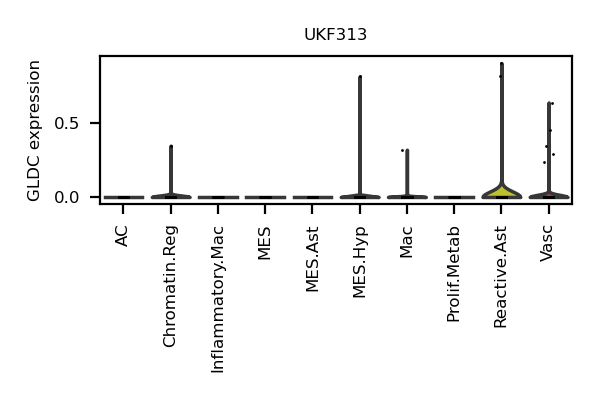 UKF313
GLDC expression
0.5
0.0
AC
Chromatin.Reg
Inflammatory.Mac
MES
MES.Ast
MES.Hyp
Mac
Prolif.Metab
Reactive.Ast
Vasc